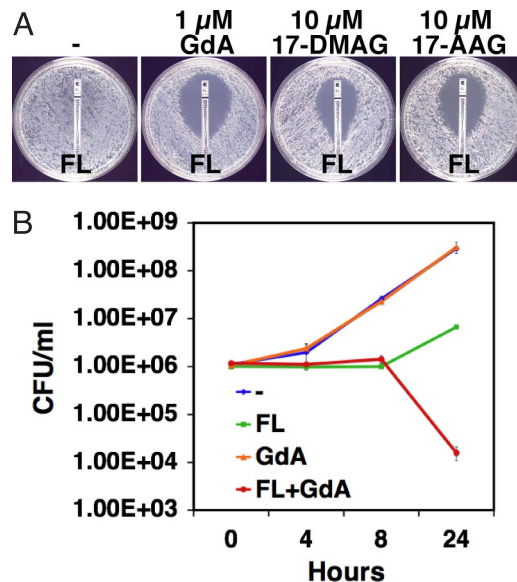 A
-
1 µM
GdA
10 µM
17-DMAG
10 µM
17-AAG
FL
FL
FL
FL
B
1.00E+09
1.00E+08
1.00E+07
1.00E+06
1.00E+05
1.00E+04
1.00E+03
CFU/ml
-
FL
GdA
FL+GdA
0 4 8 24
Hours